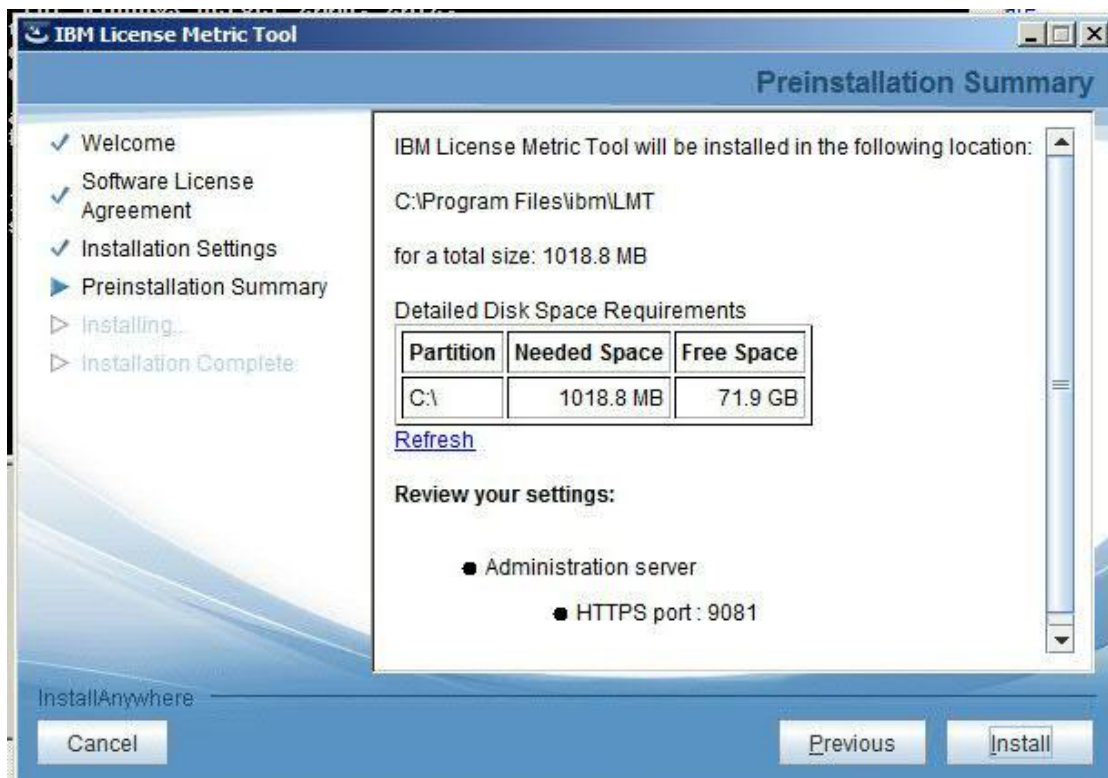 IBM License Metric Tool
Preinstallation Summary
Welcome
Software License
Agreement
Installation Settings
Preinstallation Summary
Installing...
Installation Complete
IBM License Metric Tool will be installed in the following location:
C:\Program Files\ibm\LMT
for a total size: 1018.8 MB
Detailed Disk Space Requirements
Partition Needed Space Free Space
C:\ 1018.8 MB 71.9 GB
Refresh
Review your settings:
Administration server
HTTPS port : 9081
InstallAnywhere
Cancel Previous Install